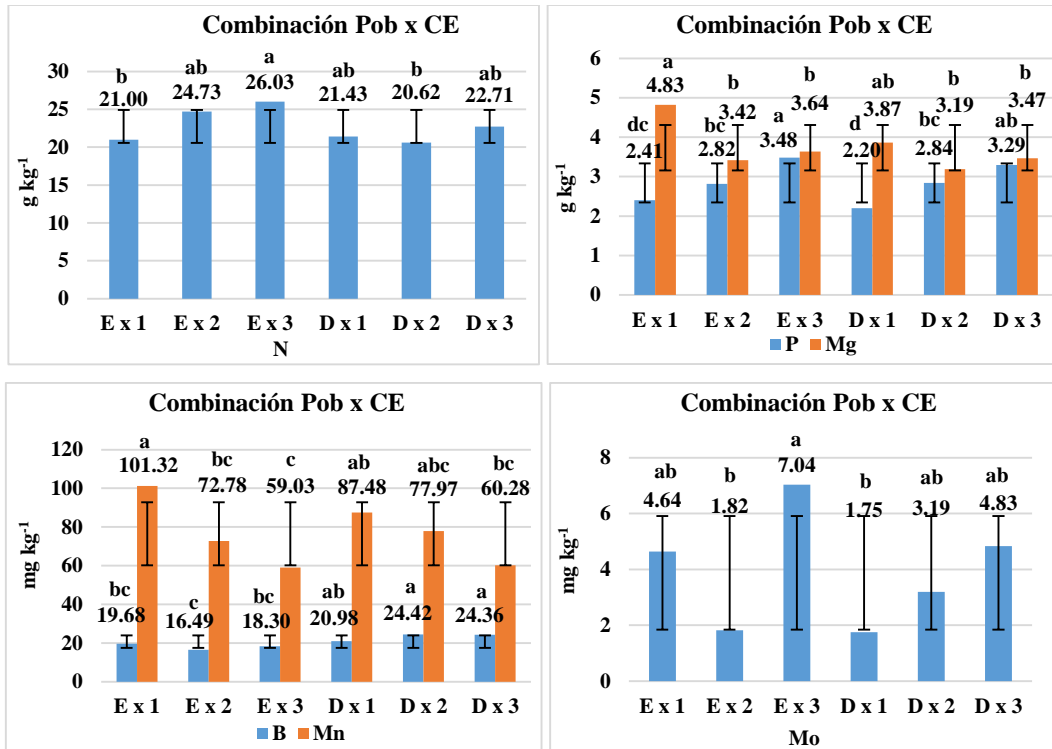 Combinación Pob x CE
g kg-1
30
25
20
15
10
5
0
b
21.00
ab
24.73
a
26.03
ab
21.43
b
20.62
ab
22.71
E x 1 E x 2 E x 3 D x 1 D x 2 D x 3
N
Combinación Pob x CE
g kg-1
6
5
4
3
2
1
0
dc
2.41
a
4.83
bc
2.82
b
3.42
a
3.48
b
3.64
d
2.20
ab
3.87
bc
2.84
b
3.19
ab
3.29
b
3.47
E x 1 E x 2 E x 3 D x 1 D x 2 D x 3
P Mg
Combinación Pob x CE
mg kg-1
120
100
80
60
40
20
0
bc
19.68
a
101.32
c
16.49
bc
72.78
bc
18.30
c
59.03
ab
20.98
ab
87.48
a
24.42
abc
77.97
a
24.36
bc
60.28
E x 1 E x 2 E x 3 D x 1 D x 2 D x 3
B Mn
Combinación Pob x CE
mg kg-1
8
6
4
2
0
ab
4.64
b
1.82
a
7.04
b
1.75
ab
3.19
ab
4.83
E x 1 E x 2 E x 3 D x 1 D x 2 D x 3
Mo